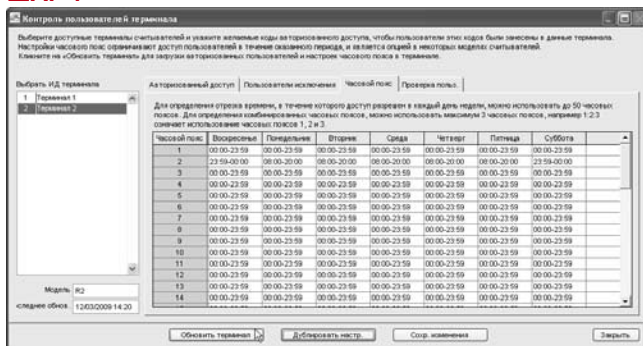 Контроль пользователей терминала
Выберите доступные терминалы считывателей и укажите желаемые коды авторизованного доступа, чтобы пользователи этих кодов были занесены в данные терминала.
Настройки часового пояс ограничивают доступ пользователей в течение оказанного периода, и является опцией в некоторых моделях считывателей.
Кликните на «Обновить терминал» для загрузки авторизованных пользователей и настроек часового пояса в терминале.
Выбрать ИД терминала
1 Терминал 1
2 Терминал 2
Модель R2
следнее обнов. 12/03/2009 14:20
Авторизованный доступ Пользователи исключения Часовой пояс Проверка польз.
Для определения отрезка времени, в течение которого доступ разрешен в каждый день недели, можно использовать до 50 часовых
поясов. Для определения комбинированных часовых поясов, можно использовать максимум 3 часовых поясов, например 1:2:3
означает использование часовых поясов 1, 2 и 3.
Часовой пояс Воскресенье Понедельник Вторник Среда Четверг Пятница Суббота
1 00:00-23:59 00:00-23:59 00:00-23:59 00:00-23:59 00:00-23:59 00:00-23:59 00:00-23:59
2 23:59-00:00 08:00-20:00 08:00-20:00 08:00-20:00 08:00-20:00 08:00-20:00 23:59-00:00
3 00:00-23:59 00:00-23:59 00:00-23:59 00:00-23:59 00:00-23:59 00:00-23:59 00:00-23:59
4 00:00-23:59 00:00-23:59 00:00-23:59 00:00-23:59 00:00-23:59 00:00-23:59 00:00-23:59
5 00:00-23:59 00:00-23:59 00:00-23:59 00:00-23:59 00:00-23:59 00:00-23:59 00:00-23:59
6 00:00-23:59 00:00-23:59 00:00-23:59 00:00-23:59 00:00-23:59 00:00-23:59 00:00-23:59
7 00:00-23:59 00:00-23:59 00:00-23:59 00:00-23:59 00:00-23:59 00:00-23:59 00:00-23:59
8 00:00-23:59 00:00-23:59 00:00-23:59 00:00-23:59 00:00-23:59 00:00-23:59 00:00-23:59
9 00:00-23:59 00:00-23:59 00:00-23:59 00:00-23:59 00:00-23:59 00:00-23:59 00:00-23:59
10 00:00-23:59 00:00-23:59 00:00-23:59 00:00-23:59 00:00-23:59 00:00-23:59 00:00-23:59
11 00:00-23:59 00:00-23:59 00:00-23:59 00:00-23:59 00:00-23:59 00:00-23:59 00:00-23:59
12 00:00-23:59 00:00-23:59 00:00-23:59 00:00-23:59 00:00-23:59 00:00-23:59 00:00-23:59
13 00:00-23:59 00:00-23:59 00:00-23:59 00:00-23:59 00:00-23:59 00:00-23:59 00:00-23:59
14 00:00-23:59 00:00-23:59 00:00-23:59 00:00-23:59 00:00-23:59 00:00-23:59 00:00-23:59
Обновить терминал Дублировать настр. Сохр. изменения Закрыть